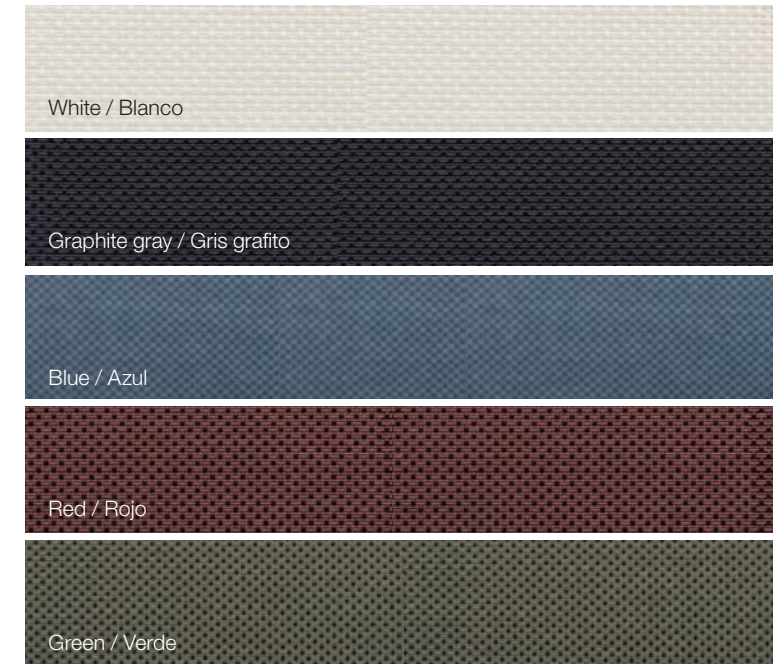 White / Blanco
Graphite gray / Gris grafito
Blue / Azul
Red / Rojo
Green / Verde